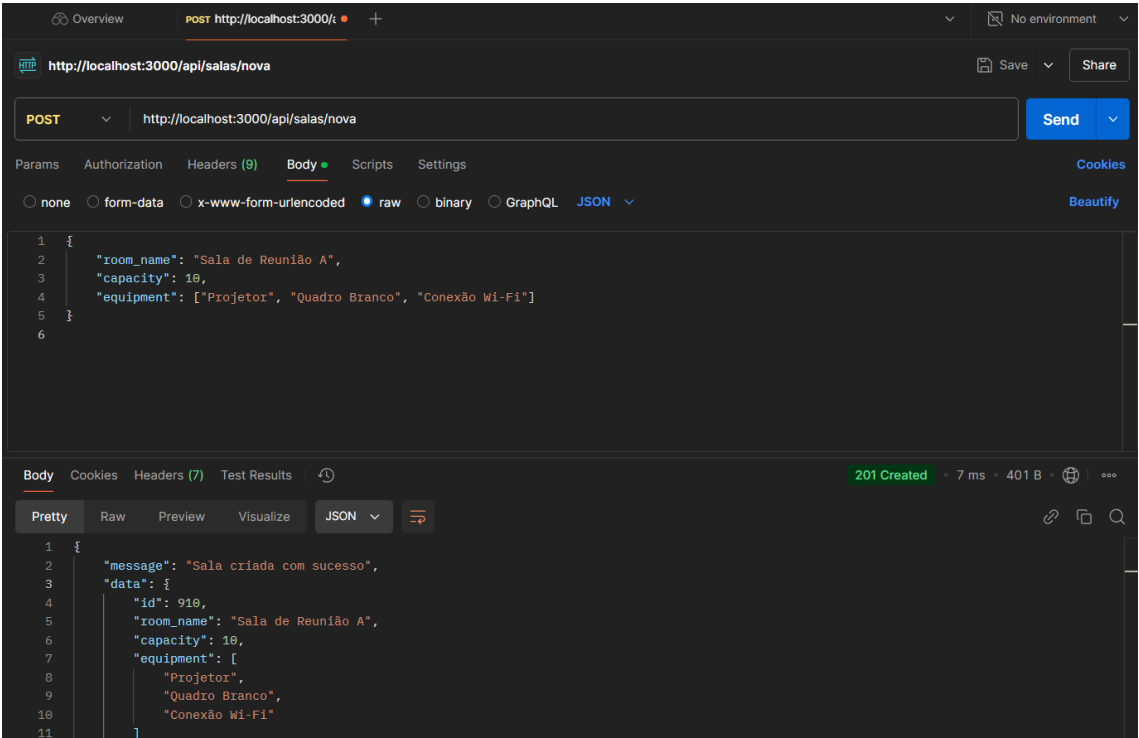 Overview POST http://localhost:3000/a + No environment
HTTP http://localhost:3000/api/salas/nova Save Share
POST http://localhost:3000/api/salas/nova Send
Params Authorization Headers (9) Body Scripts Settings Cookies
none form-data x-www-form-urlencoded raw binary GraphQL JSON Beautify
1 {
2 "room_name": "Sala de Reunião A",
3 "capacity": 10,
4 "equipment": ["Projetor", "Quadro Branco", "Conexão Wi-Fi"]
5 }
6
Body Cookies Headers (7) Test Results 201 Created • 7 ms • 401 B
Pretty Raw Preview Visualize JSON
1 {
2 "message": "Sala criada com sucesso",
3 "data": {
4 "id": 910,
5 "room_name": "Sala de Reunião A",
6 "capacity": 10,
7 "equipment": [
8 "Projetor",
9 "Quadro Branco",
10 "Conexão Wi-Fi"
11 ]